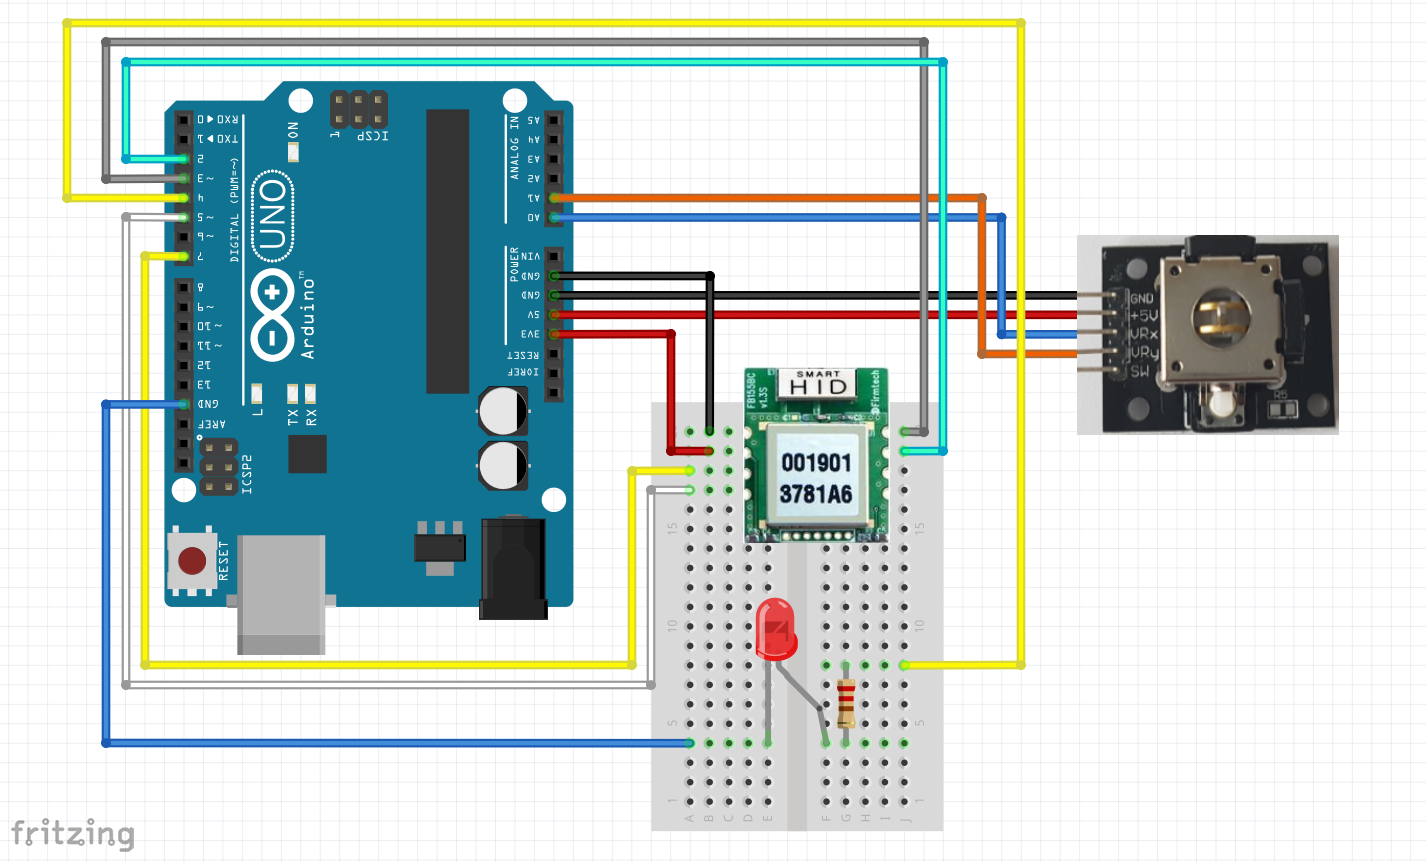 RX0◄0
TX0►1
2
~3
4
~5
~6
7
8
~9
~10
~11
12
13
GND
AREF
DIGITAL (PWM=~)
ON
1
ICSP
UNO
Arduino™
L
TX
RX
ICSP2
RESET
ANALOG IN
A5
A4
A3
A2
A1
A0
POWER
VIN
GND
GND
5V
3V3
RESET
IOREF
SMART
HID
FB155BC
v1.3S
Firmtech
001901
3781A6
GND
+5V
VRx
VRy
SW
R5
15
15
10
10
5
5
1
1
A B C D E F G H I J
fritzing